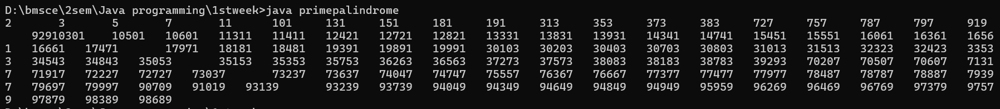 D:\bmsce\2sem\Java programming\1stweek>java primepalindrome
2 3 5 7 11 101 131 151 181 191 313 353 373 383 727 757 787 797 919
92910301 10501 10601 11311 11411 12421 12721 12821 13331 13831 13931 14341 14741 15451 15551 16061 16361 1656
1 16661 17471 17971 18181 18481 19391 19891 19991 30103 30203 30403 30703 30803 31013 31513 32323 32423 3353
3 34543 34843 35053 35153 35353 35753 36263 36563 37273 37573 38083 38183 38783 39293 70207 70507 70607 7131
7 71917 72227 72727 73037 73237 73637 74047 74747 75557 76367 76667 77377 77477 77977 78487 78787 78887 7939
7 79697 79997 90709 91019 93139 93239 93739 94049 94349 94649 94849 94949 95959 96269 96469 96769 97379 9757
9 97879 98389 98689